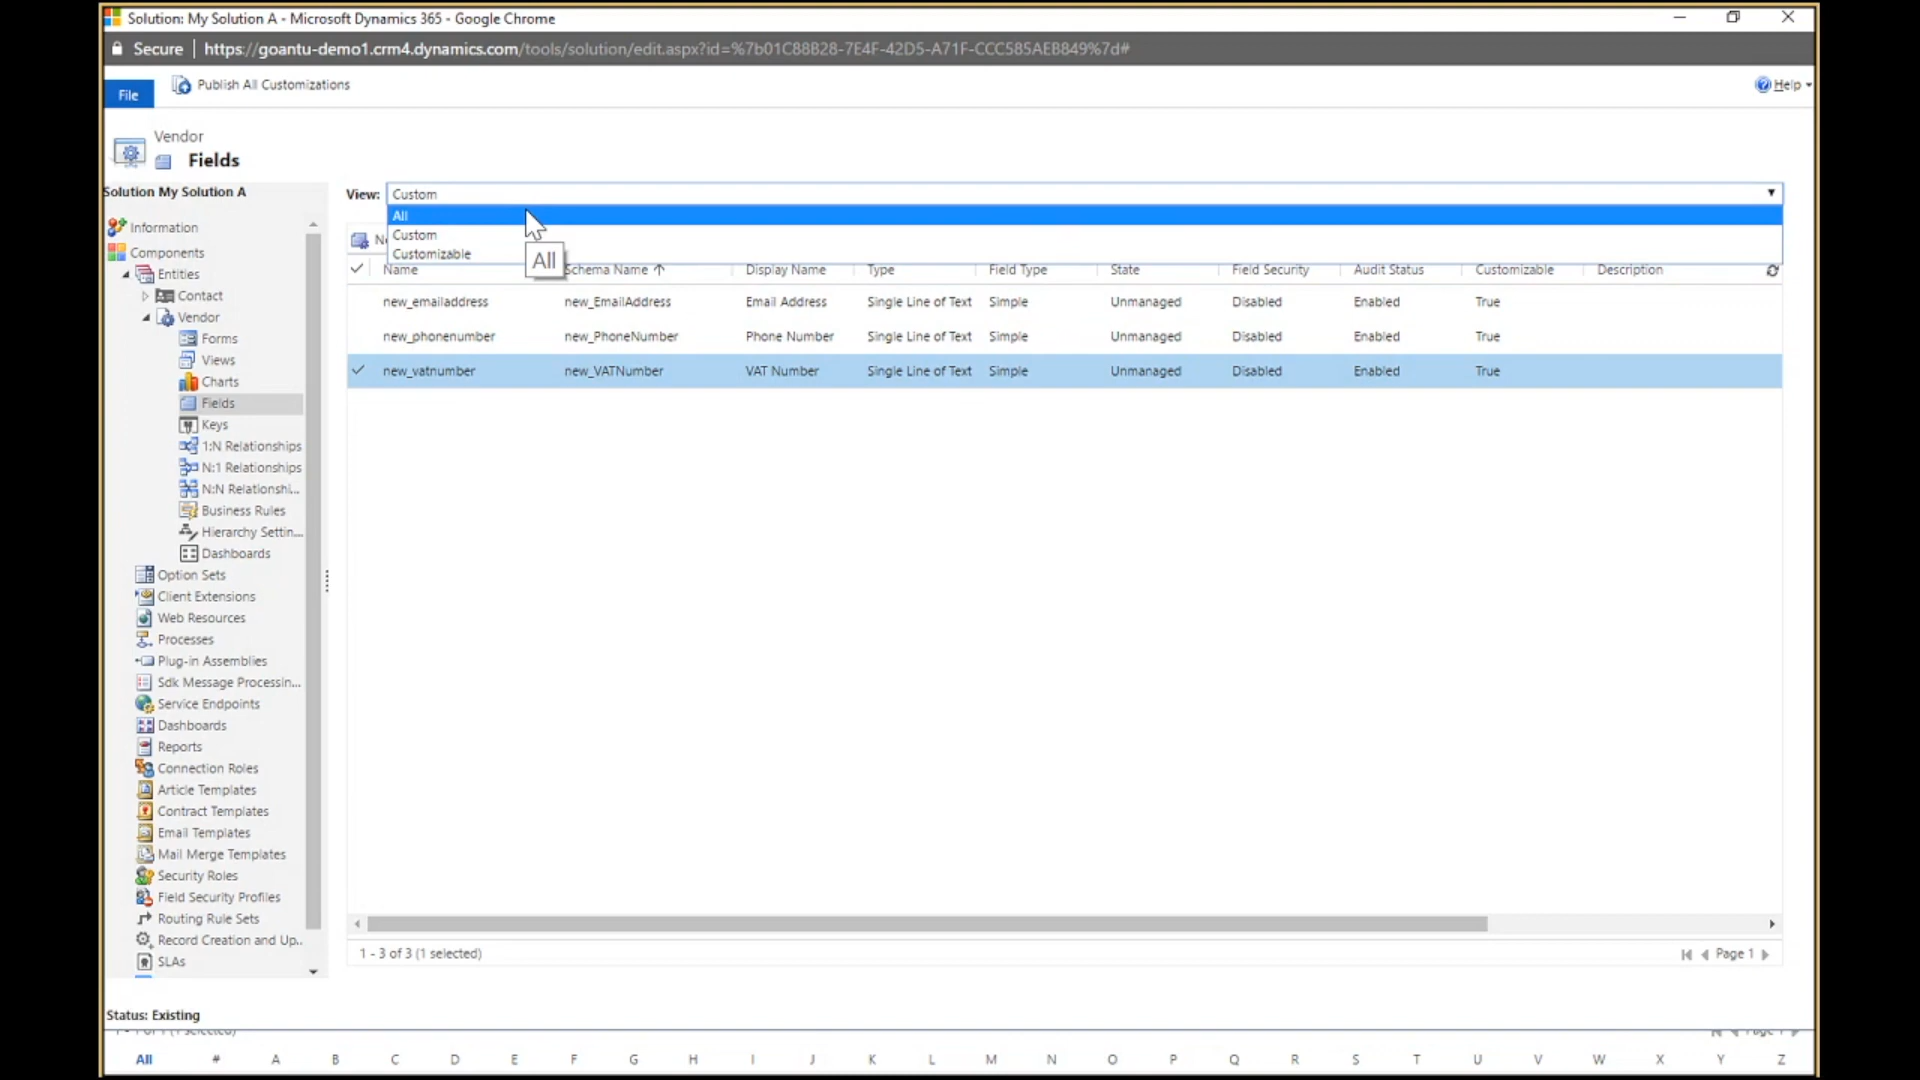 Solution: My Solution A - Microsoft Dynamics 365 - Google Chrome
Secure https://goantu-demo1.crm4.dynamics.com/tools/solution/edit.aspx?id=%7b01C88B28-7E4F-42D5-A71F-CCC585AEB849%7d#
File Publish All Customizations Help
Vendor
Fields
Solution My Solution A
Information
Components
Entities
Contact
Vendor
Forms
Views
Charts
Fields
Keys
1:N Relationships
N:1 Relationships
N:N Relationshi...
Business Rules
Hierarchy Settin...
Dashboards
Option Sets
Client Extensions
Web Resources
Processes
Plug-in Assemblies
Sdk Message Processin...
Service Endpoints
Dashboards
Reports
Connection Roles
Article Templates
Contract Templates
Email Templates
Mail Merge Templates
Security Roles
Field Security Profiles
Routing Rule Sets
Record Creation and Up..
SLAs
View: Custom
All
Custom
Customizable
All
Name Schema Name Display Name Type Field Type State Field Security Audit Status Customizable Description
new_emailaddress new_EmailAddress Email Address Single Line of Text Simple Unmanaged Disabled Enabled True
new_phonenumber new_PhoneNumber Phone Number Single Line of Text Simple Unmanaged Disabled Enabled True
new_vatnumber new_VATNumber VAT Number Single Line of Text Simple Unmanaged Disabled Enabled True
1 - 3 of 3 (1 selected) Page 1
Status: Existing
All # A B C D E F G H I J K L M N O P Q R S T U V W X Y Z